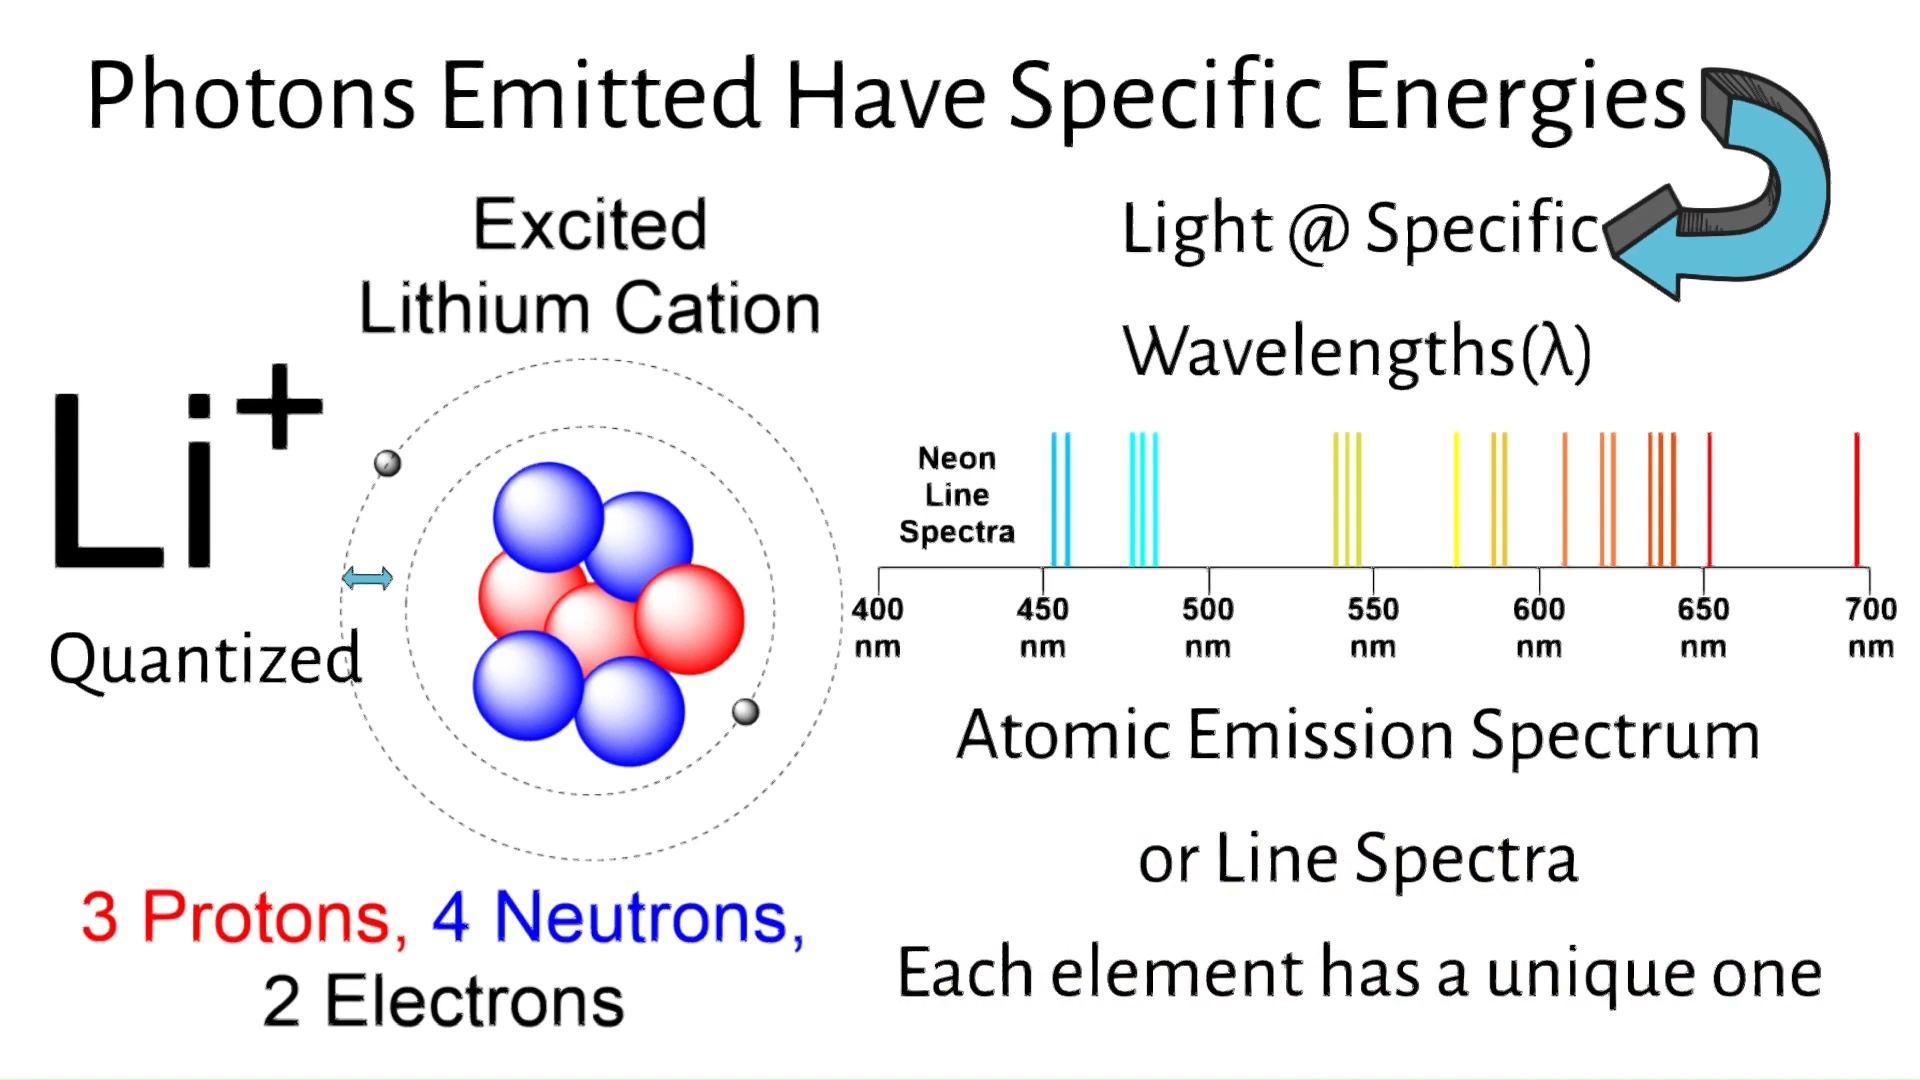 Photons Emitted Have Specific Energies
Excited
Lithium Cation
Li+
Quantized
3 Protons, 4 Neutrons,
2 Electrons
Light @ Specific
Wavelengths(λ)
Neon
Line
Spectra
400 450 500 550 600 650 700
nm nm nm nm nm nm nm
Atomic Emission Spectrum
or Line Spectra
Each element has a unique one